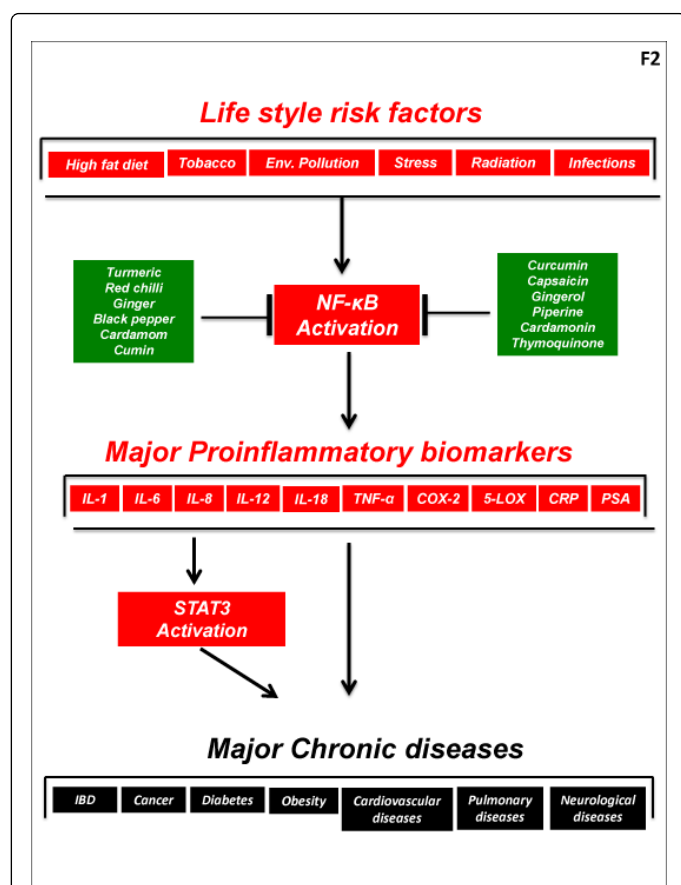 F2
Life style risk factors
High fat diet Tobacco Env. Pollution Stress Radiation Infections
Turmeric
Red chilli
Ginger
Black pepper
Cardamom
Cumin
NF-κB
Activation
Curcumin
Capsaicin
Gingerol
Piperine
Cardamonin
Thymoquinone
Major Proinflammatory biomarkers
IL-1 IL-6 IL-8 IL-12 IL-18 TNF-α COX-2 5-LOX CRP PSA
STAT3
Activation
Major Chronic diseases
IBD Cancer Diabetes Obesity
Cardiovascular
diseases
Pulmonary
diseases
Neurological
diseases